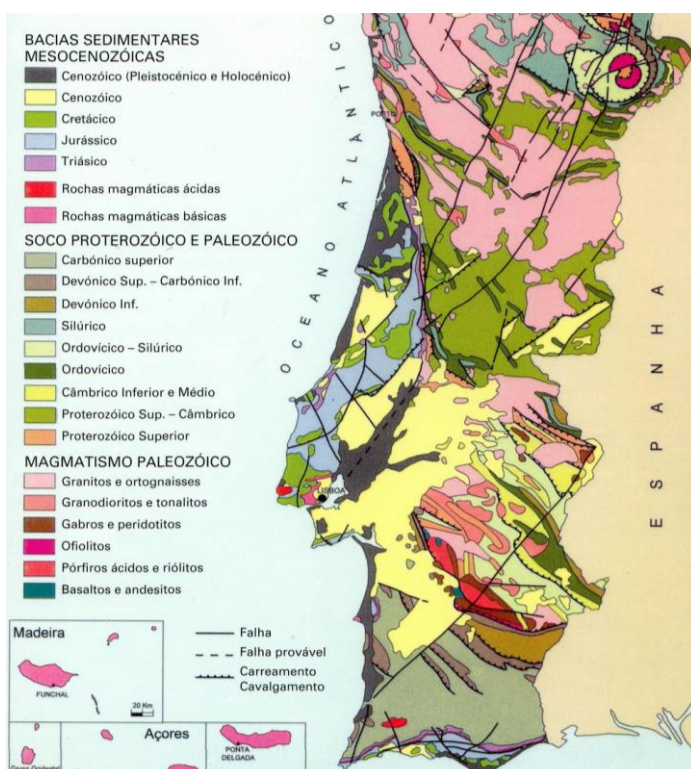 BACIAS SEDIMENTARES
MESOCENOZÓICAS
Cenozóico (Pleistocénico e Holocénico)
Cenozóico
Cretácico
Jurássico
Triásico
Rochas magmáticas ácidas
Rochas magmáticas básicas
SOCO PROTEROZÓICO E PALEOZÓICO
Carbónico superior
Devónico Sup. – Carbónico Inf.
Devónico Inf.
Silúrico
Ordovícico – Silúrico
Ordovícico
Câmbrico Inferior e Médio
Proterozóico Sup. – Câmbrico
Proterozóico Superior
MAGMATISMO PALEOZÓICO
Granitos e ortognaisses
Granodioritos e tonalitos
Gabros e peridotitos
Ofiolitos
Pórfiros ácidos e riólitos
Basaltos e andesitos
OCEANO ATLANTICO
PORTO
LISBOA
ESPANHA
Falha
Falha provável
Carreamento
Cavalgamento
Madeira
FUNCHAL
20 Km
Açores
PONTA
DELGADA